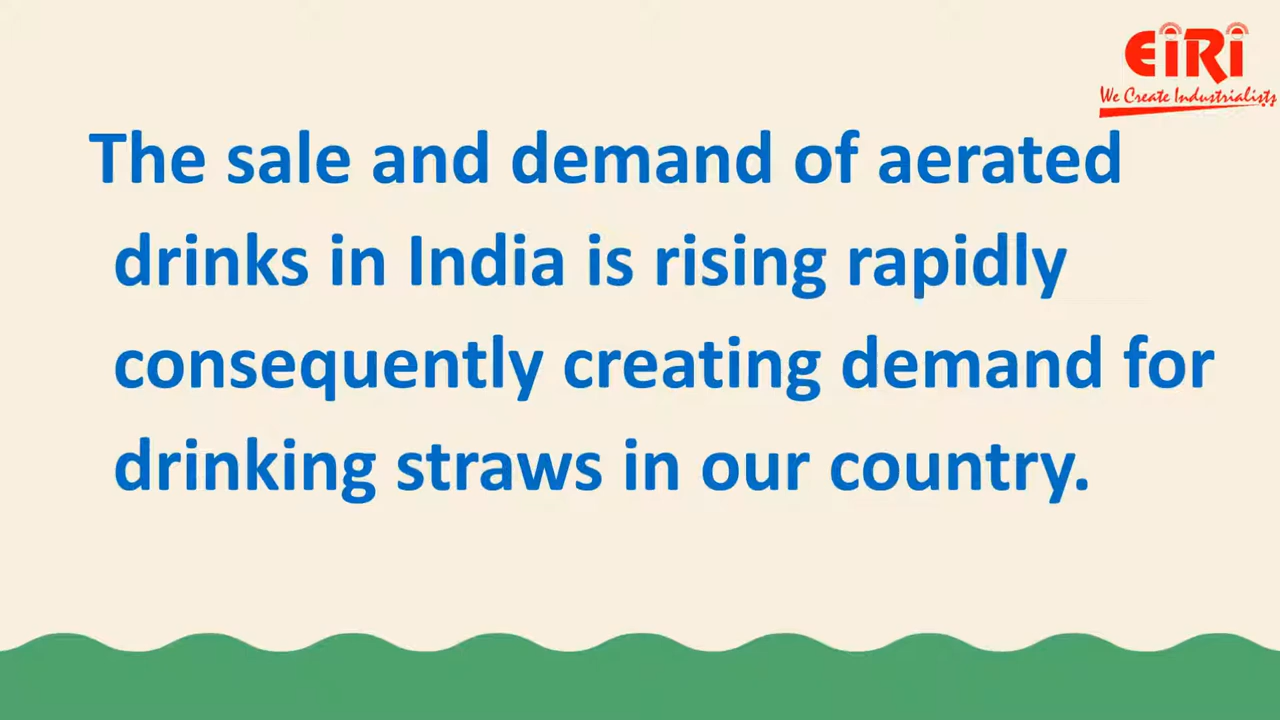 EiRi
We Create Industrialists
The sale and demand of aerated
drinks in India is rising rapidly
consequently creating demand for
drinking straws in our country.